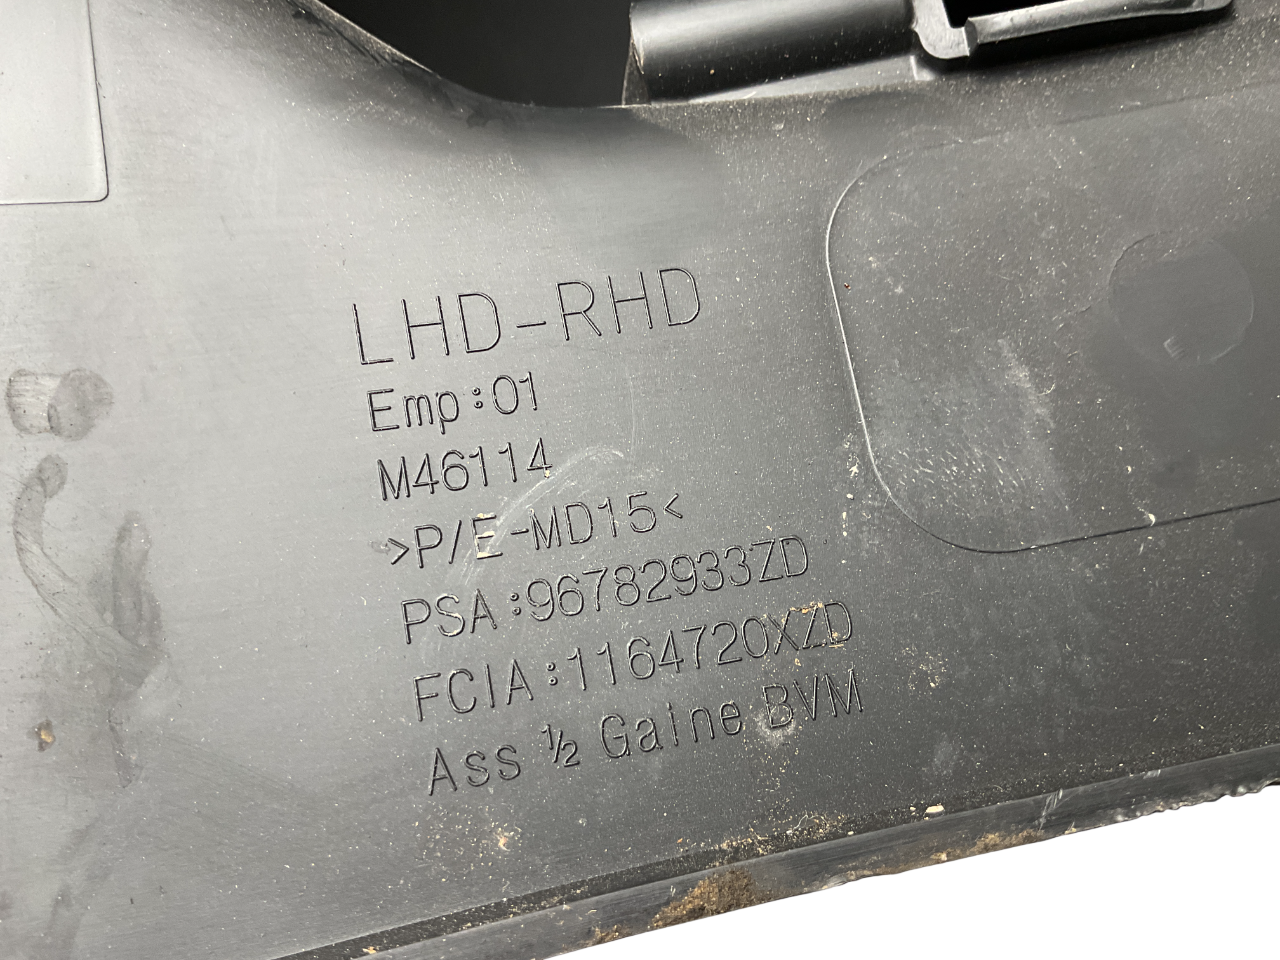 LHD-RHD
Emp:01
M46114
>P/E-MD15<
PSA:96782933ZD
FCIA:1164720XZD
Ass ½ Gaine BVM